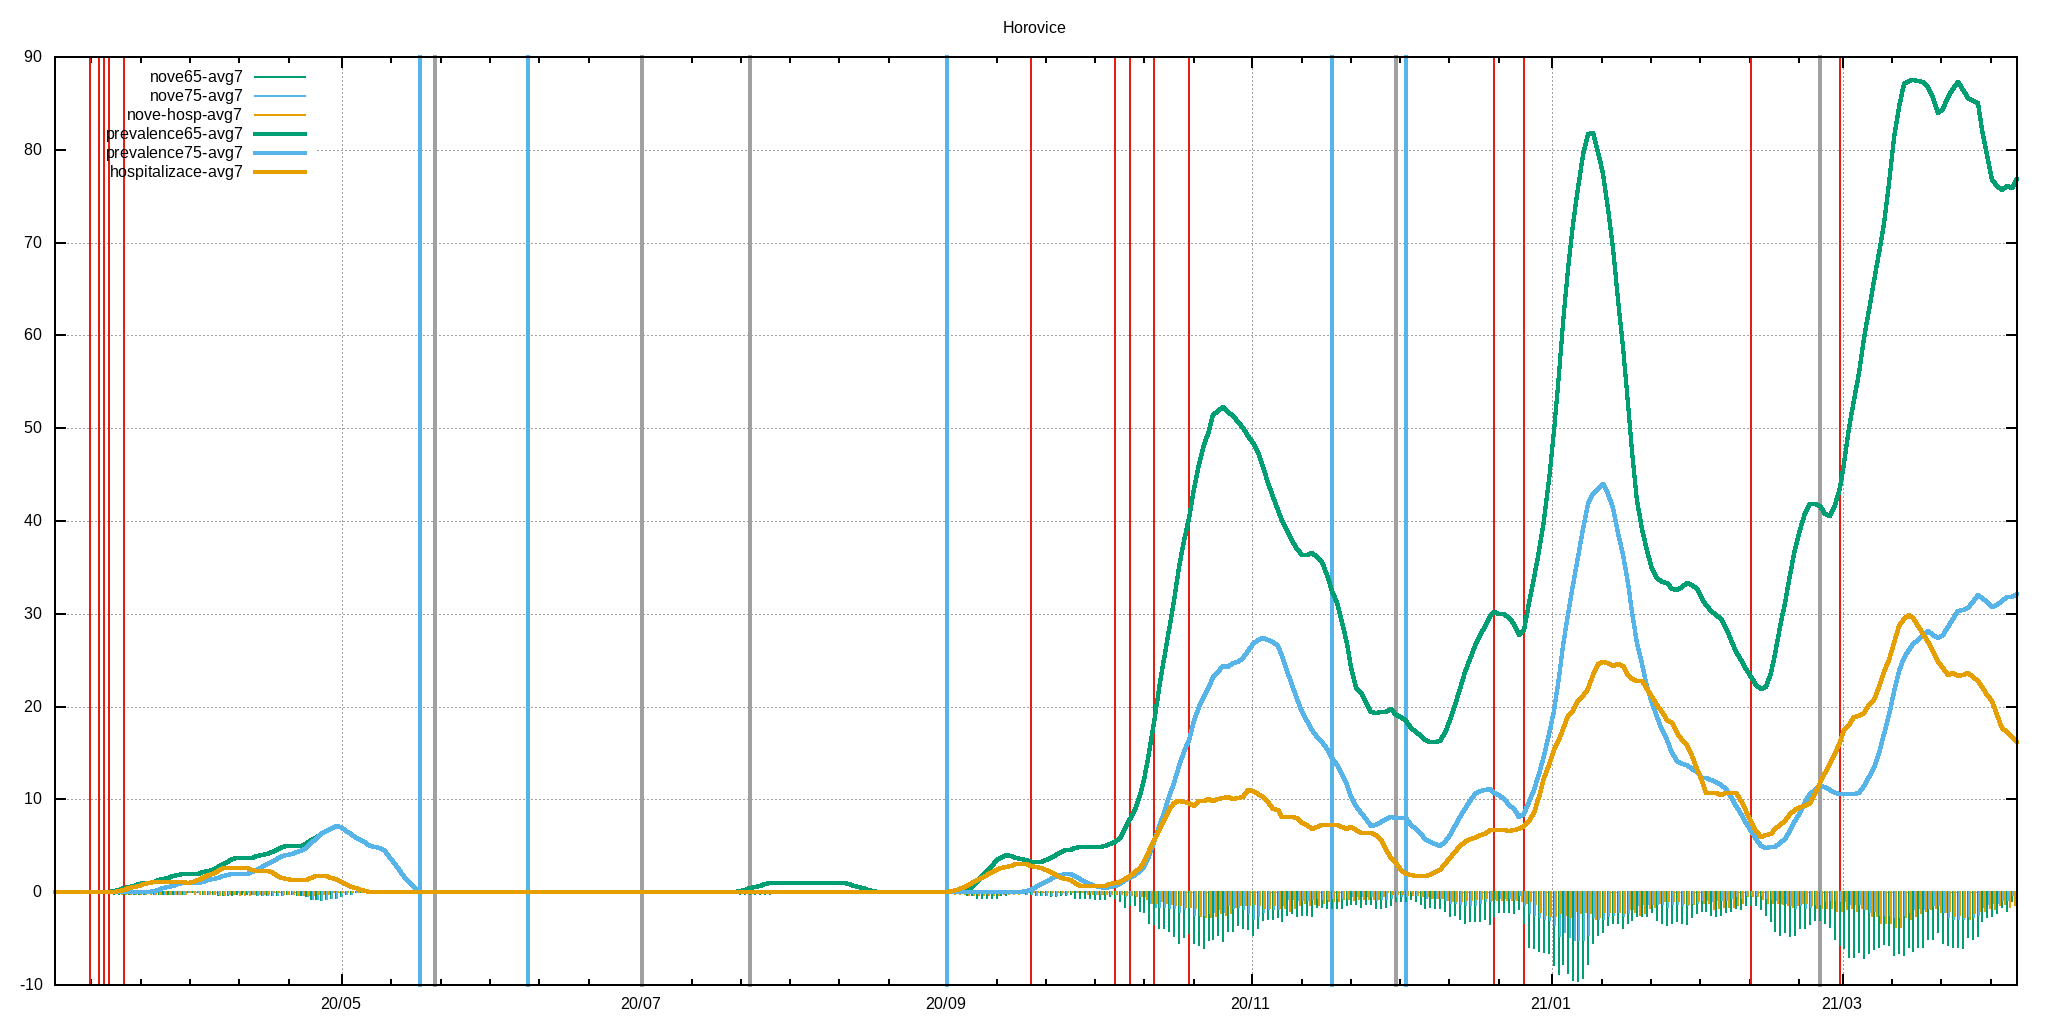 Horovice
90
80
70
60
50
40
30
20
10
0
-10
nove65-avg7
nove75-avg7
nove-hosp-avg7
prevalence65-avg7
prevalence75-avg7
hospitalizace-avg7
20/05 20/07 20/09 20/11 21/01 21/03